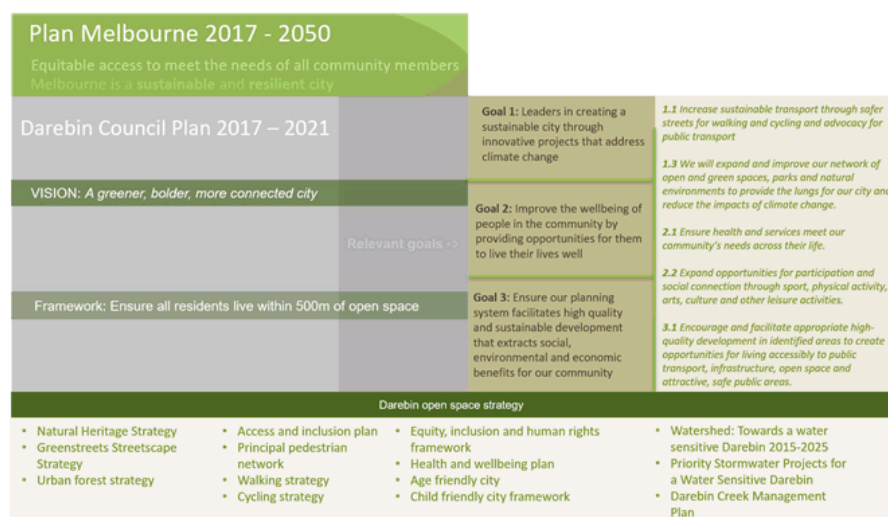 Plan Melbourne 2017 - 2050
Equitable access to meet the needs of all community members
Melbourne is a sustainable and resilient city
Darebin Council Plan 2017 – 2021
VISION: A greener, bolder, more connected city
Relevant goals ⇨
Framework: Ensure all residents live within 500m of open space
Goal 1: Leaders in creating a
sustainable city through
innovative projects that address
climate change
Goal 2: Improve the wellbeing of
people in the community by
providing opportunities for them
to live their lives well
Goal 3: Ensure our planning
system facilitates high quality
and sustainable development
that extracts social,
environmental and economic
benefits for our community
1.1 Increase sustainable transport through safer
streets for walking and cycling and advocacy for
public transport
1.3 We will expand and improve our network of
open and green spaces, parks and natural
environments to provide the lungs for our city and
reduce the impacts of climate change.
2.1 Ensure health and services meet our
community's needs across their life.
2.2 Expand opportunities for participation and
social connection through sport, physical activity,
arts, culture and other leisure activities.
3.1 Encourage and facilitate appropriate high-
quality development in identified areas to create
opportunities for living accessibly to public
transport, infrastructure, open space and
attractive, safe public areas.
Darebin open space strategy
• Natural Heritage Strategy
• Greenstreets Streetscape
Strategy
• Urban forest strategy
• Access and inclusion plan
• Principal pedestrian
network
• Walking strategy
• Cycling strategy
• Equity, inclusion and human rights
framework
• Health and wellbeing plan
• Age friendly city
• Child friendly city framework
• Watershed: Towards a water
sensitive Darebin 2015-2025
• Priority Stormwater Projects for
a Water Sensitive Darebin
• Darebin Creek Management
Plan